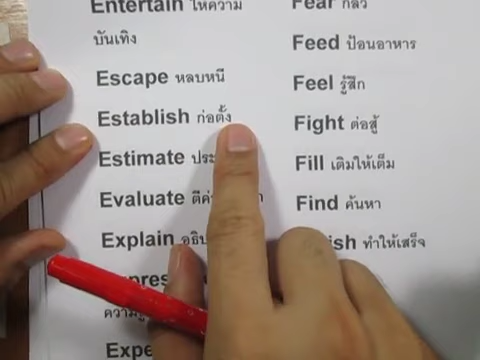 Entertain ให้ความ
บันเทิง
Escape หลบหนี
Establish ก่อตั้ง
Estimate
Evaluate
Explain
Fear กลัว
Feed ป้อนอาหาร
Feel รู้สึก
Fight ต่อสู้
Fill เติมให้เต็ม
Find ค้นหา
ทำให้เสร็จ